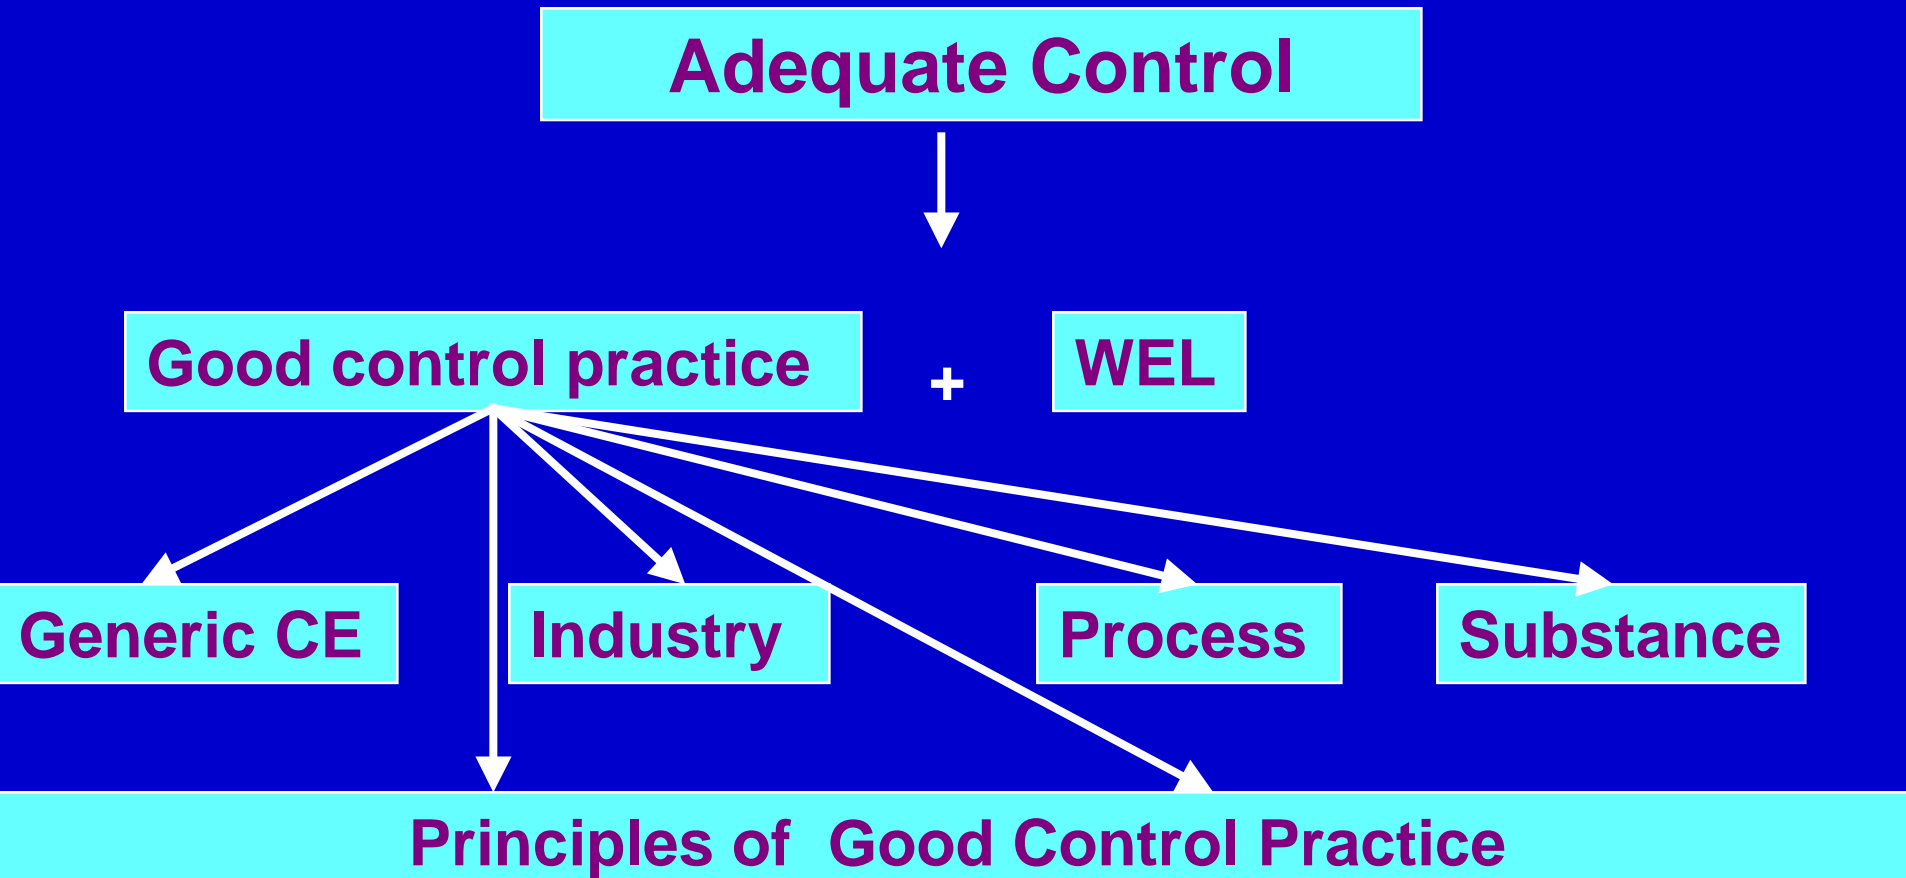 Adequate Control
Good control practice + WEL
Generic CE Industry Process Substance
Principles of Good Control Practice